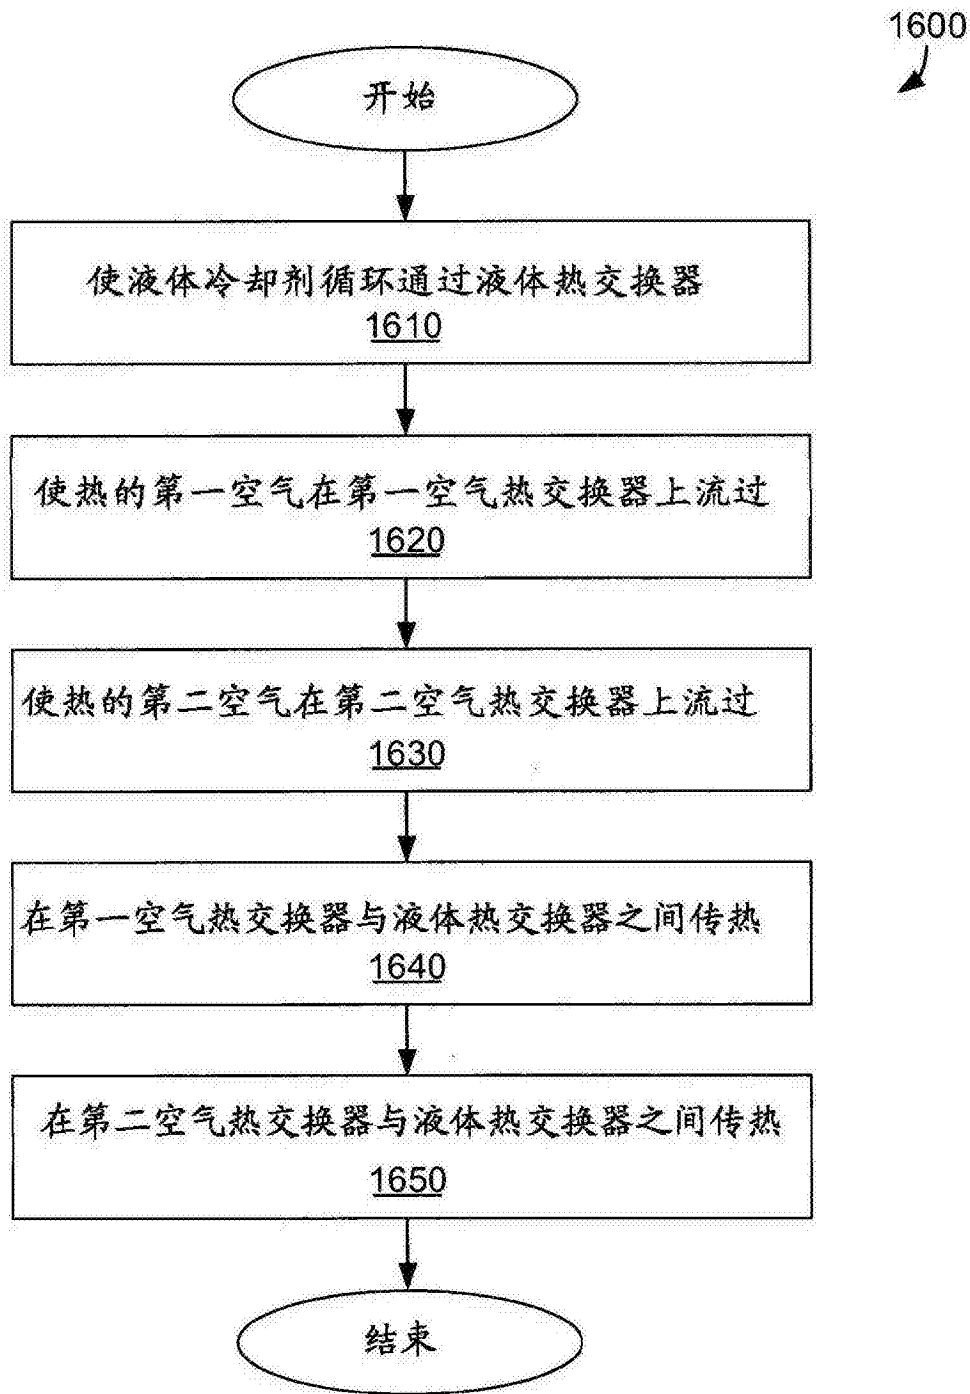 1600
开始
使液体冷却剂循环通过液体热交换器
1610
使热的第一空气在第一空气热交换器上流过
1620
使热的第二空气在第二空气热交换器上流过
1630
在第一空气热交换器与液体热交换器之间传热
1640
在第二空气热交换器与液体热交换器之间传热
1650
结束